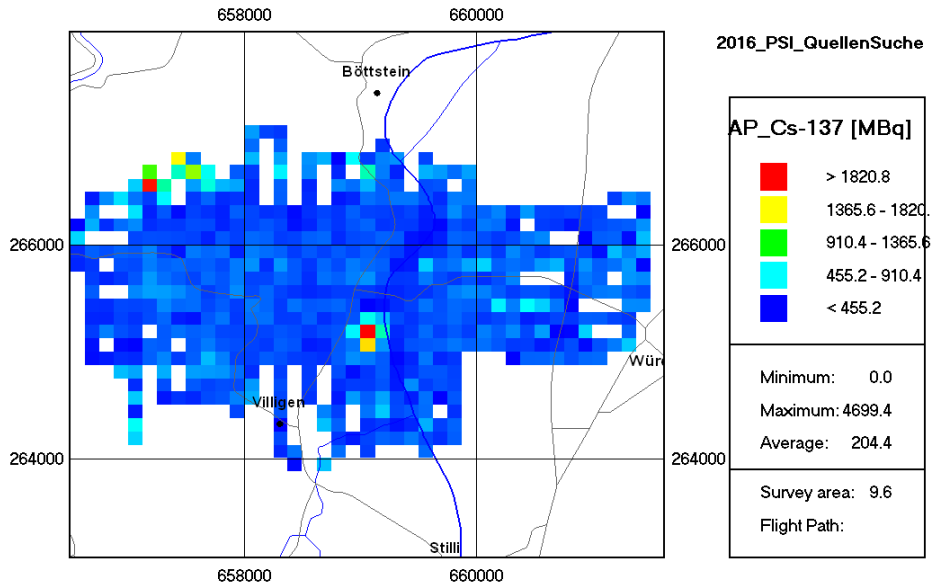 658000 660000
2016_PSI_QuellenSuche
Böttstein
AP_Cs-137 [MBq]
> 1820.8
1365.6 - 1820.
910.4 - 1365.6
266000 266000
455.2 - 910.4
< 455.2
Würe
Minimum: 0.0
Villigen
Maximum: 4699.4
Average: 204.4
264000 264000
Survey area: 9.6
Flight Path:
Stilli
658000 660000